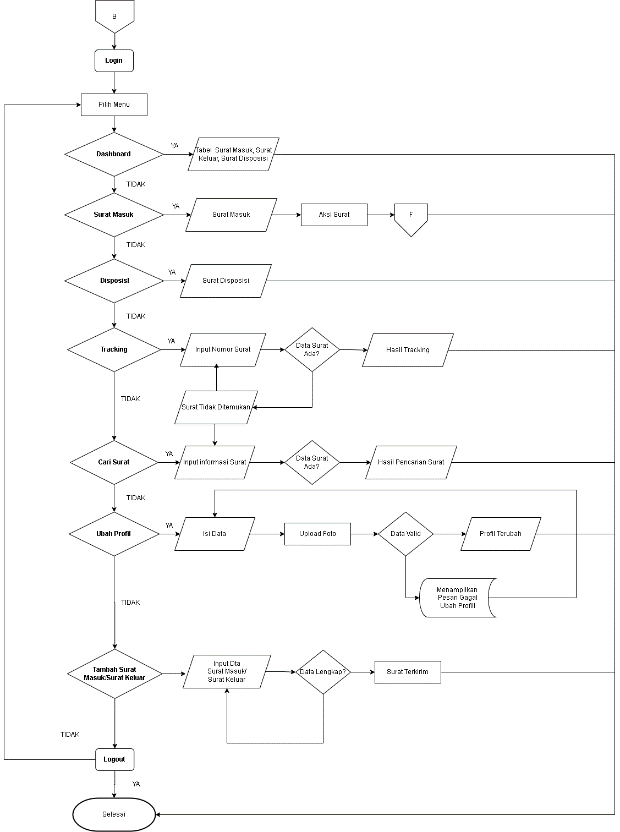 B
Login
Pilih Menu
Dashboard
YA
Tabel Surat Masuk, Surat
Keluar, Surat Disposisi
TIDAK
Surat Masuk
YA
Surat Masuk
Aksi Surat
F
TIDAK
Disposisi
YA
Surat Disposisi
TIDAK
Tracking
YA
Input Nomor Surat
Data Surat
Ada?
Hasil Tracking
TIDAK
Surat Tidak Ditemukan
Cari Surat
YA
Input informasi Surat
Data Surat
Ada?
Hasil Pencarian Surat
TIDAK
Ubah Profil
YA
Isi Data
Upload Foto
Data Valid
Profil Terubah
TIDAK
Menampilkan
Pesan Gagal
Ubah Profil
Tambah Surat
Masuk/Surat Keluar
YA
Input Dta
Surat Masuk/
Surat Keluar
Data Lengkap?
Surat Terkirim
TIDAK
Logout
YA
Selesai